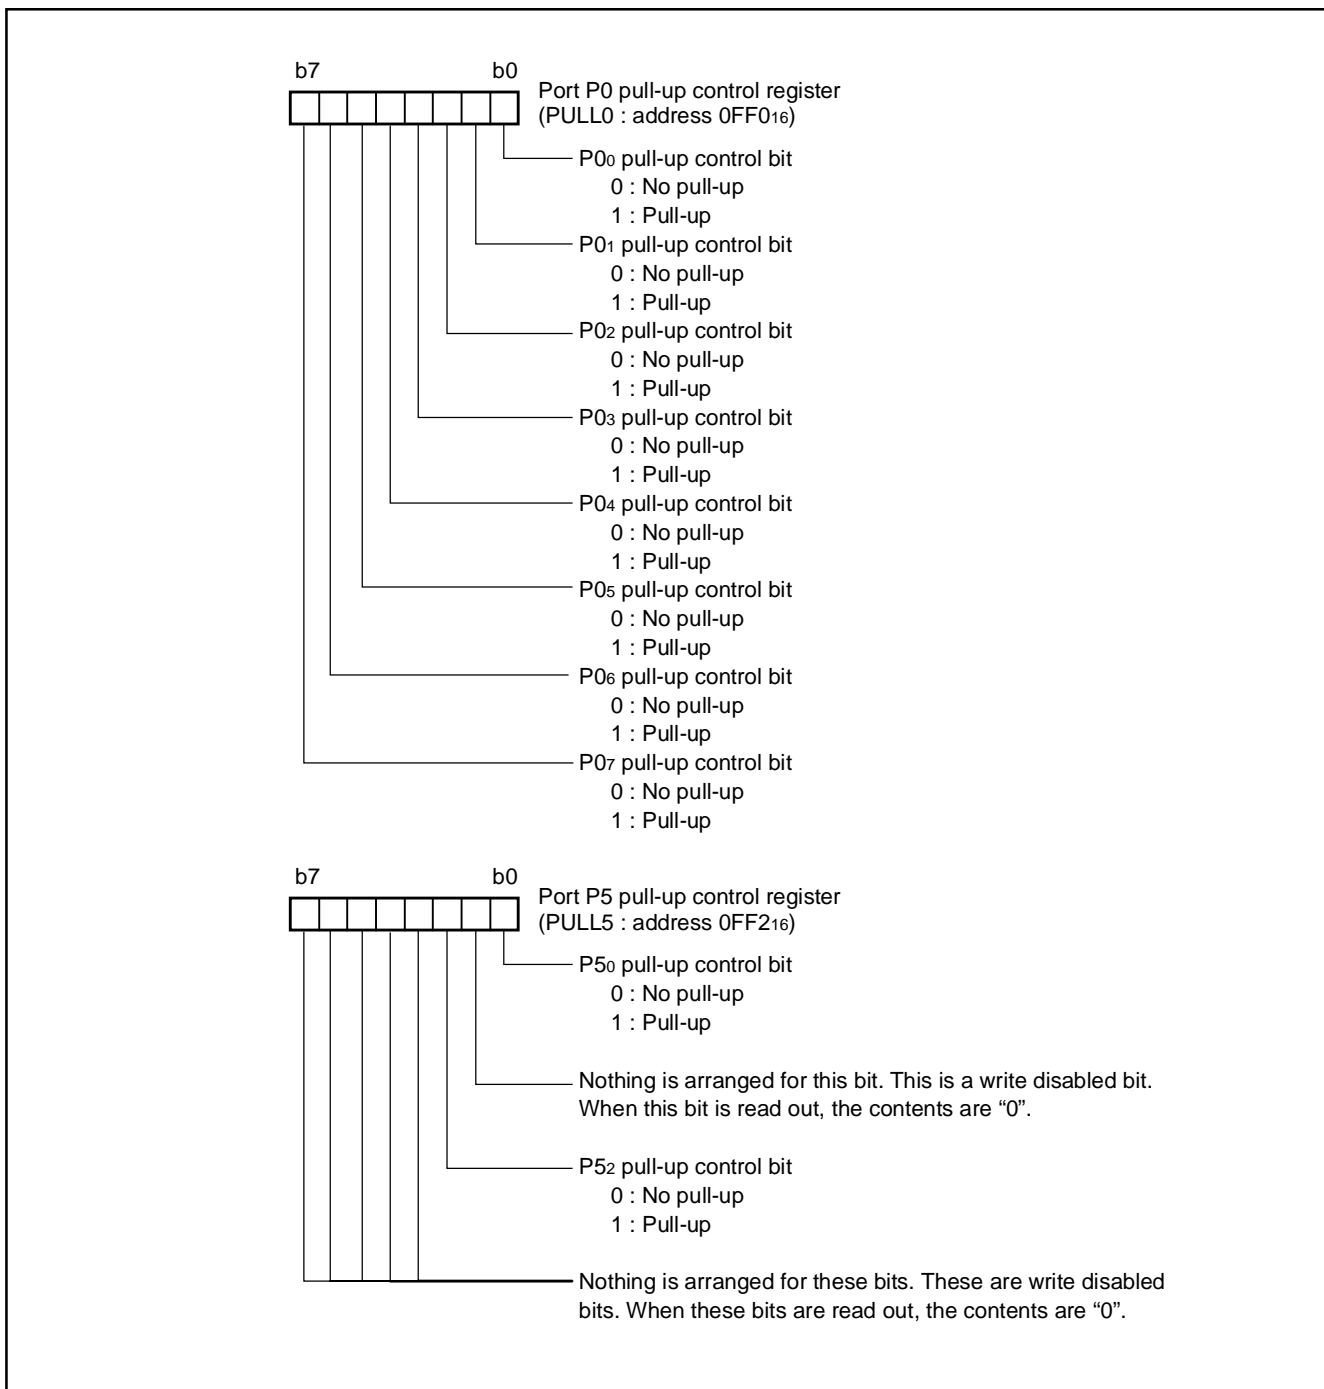 b7 b0
Port P0 pull-up control register
(PULL0 : address 0FF016)
P00 pull-up control bit
0 : No pull-up
1 : Pull-up
P01 pull-up control bit
0 : No pull-up
1 : Pull-up
P02 pull-up control bit
0 : No pull-up
1 : Pull-up
P03 pull-up control bit
0 : No pull-up
1 : Pull-up
P04 pull-up control bit
0 : No pull-up
1 : Pull-up
P05 pull-up control bit
0 : No pull-up
1 : Pull-up
P06 pull-up control bit
0 : No pull-up
1 : Pull-up
P07 pull-up control bit
0 : No pull-up
1 : Pull-up
b7 b0
Port P5 pull-up control register
(PULL5 : address 0FF216)
P50 pull-up control bit
0 : No pull-up
1 : Pull-up
Nothing is arranged for this bit. This is a write disabled bit.
When this bit is read out, the contents are “0”.
P52 pull-up control bit
0 : No pull-up
1 : Pull-up
Nothing is arranged for these bits. These are write disabled
bits. When these bits are read out, the contents are “0”.